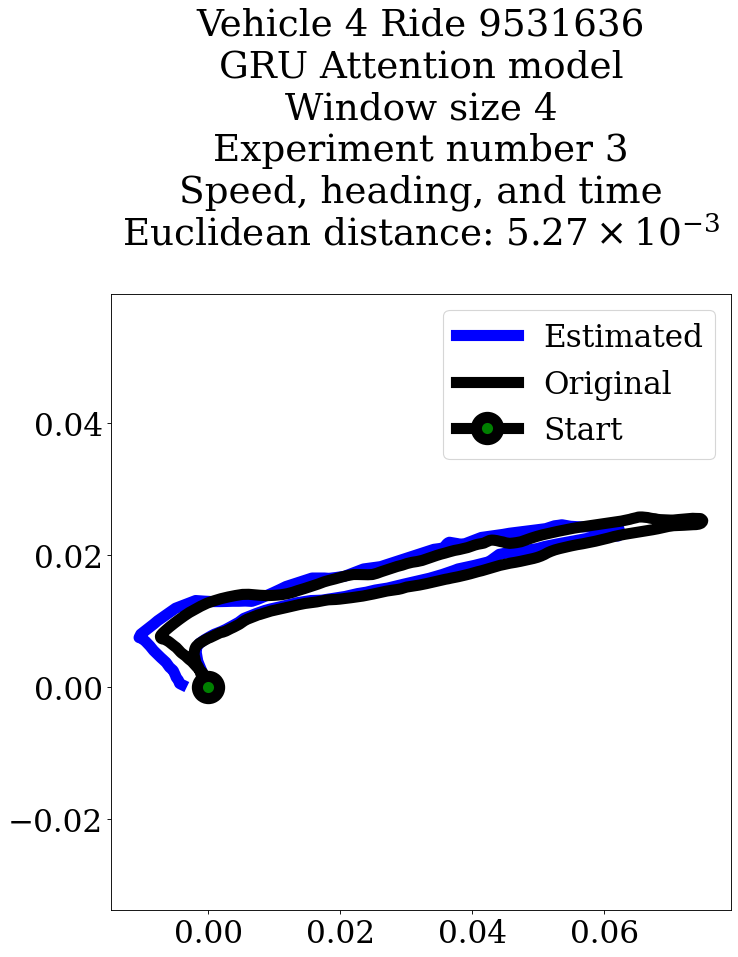 Vehicle 4 Ride 9531636
GRU Attention model
Window size 4
Experiment number 3
Speed, heading, and time
Euclidean distance: 5.27 × 10⁻³
Estimated
Original
Start
0.04
0.02
0.00
−0.02
0.00 0.02 0.04 0.06